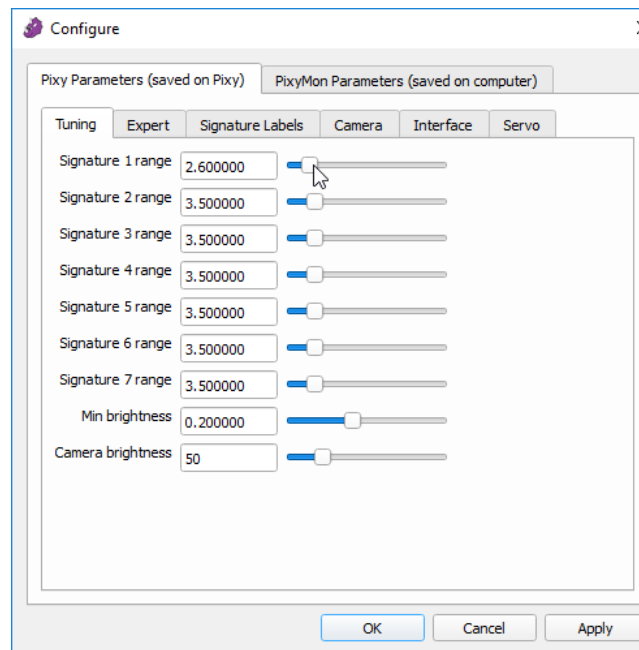 Configure
Pixy Parameters (saved on Pixy) PixyMon Parameters (saved on computer)
Tuning Expert Signature Labels Camera Interface Servo
Signature 1 range 2.600000
Signature 2 range 3.500000
Signature 3 range 3.500000
Signature 4 range 3.500000
Signature 5 range 3.500000
Signature 6 range 3.500000
Signature 7 range 3.500000
Min brightness 0.200000
Camera brightness 50
OK Cancel Apply